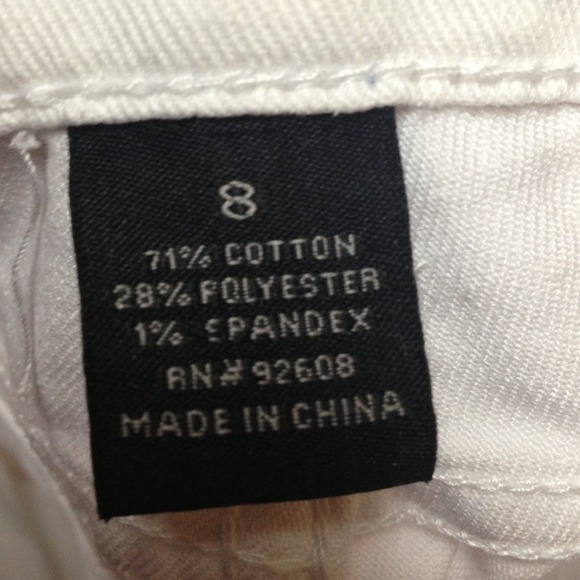 8
71% COTTON
28% POLYESTER
1% SPANDEX
RN# 92608
MADE IN CHINA